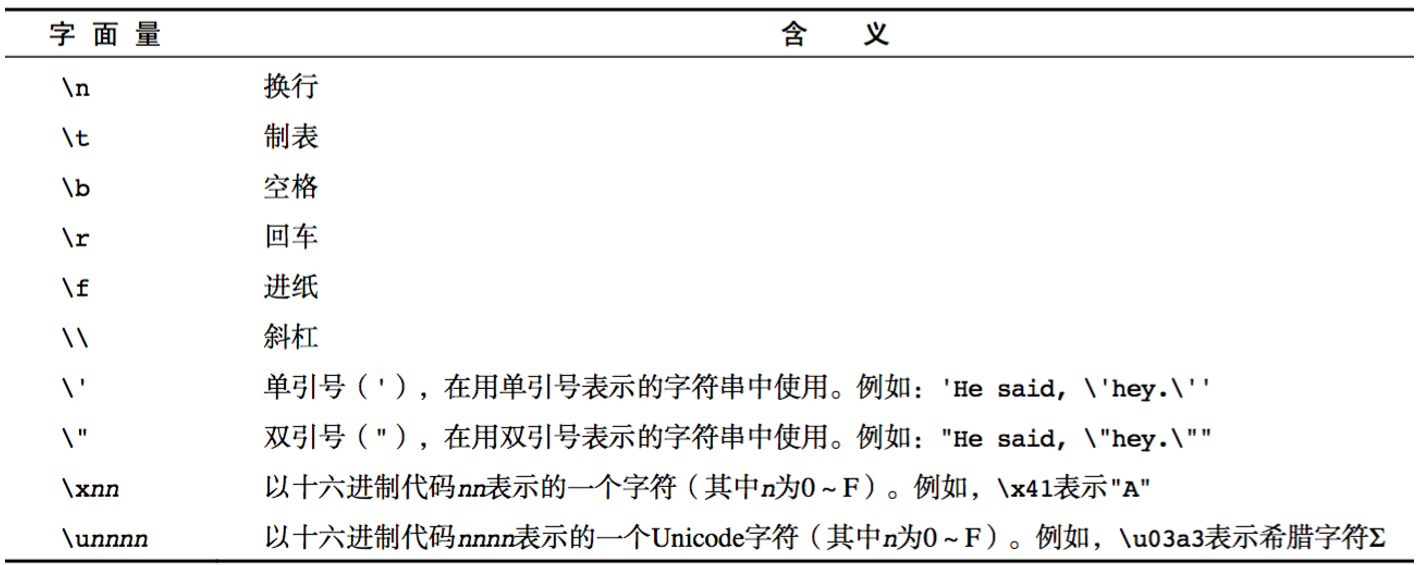 字 面 量 含 义
\n 换行
\t 制表
\b 空格
\r 回车
\f 进纸
\\ 斜杠
\' 单引号（'），在用单引号表示的字符串中使用。例如：'He said, \'hey.\''
\" 双引号（"），在用双引号表示的字符串中使用。例如："He said, \"hey.\""
\xnn 以十六进制代码nn表示的一个字符（其中n为0～F）。例如，\x41表示"A"
\unnnn 以十六进制代码nnnn表示的一个Unicode字符（其中n为0～F）。例如，\u03a3表示希腊字符Σ